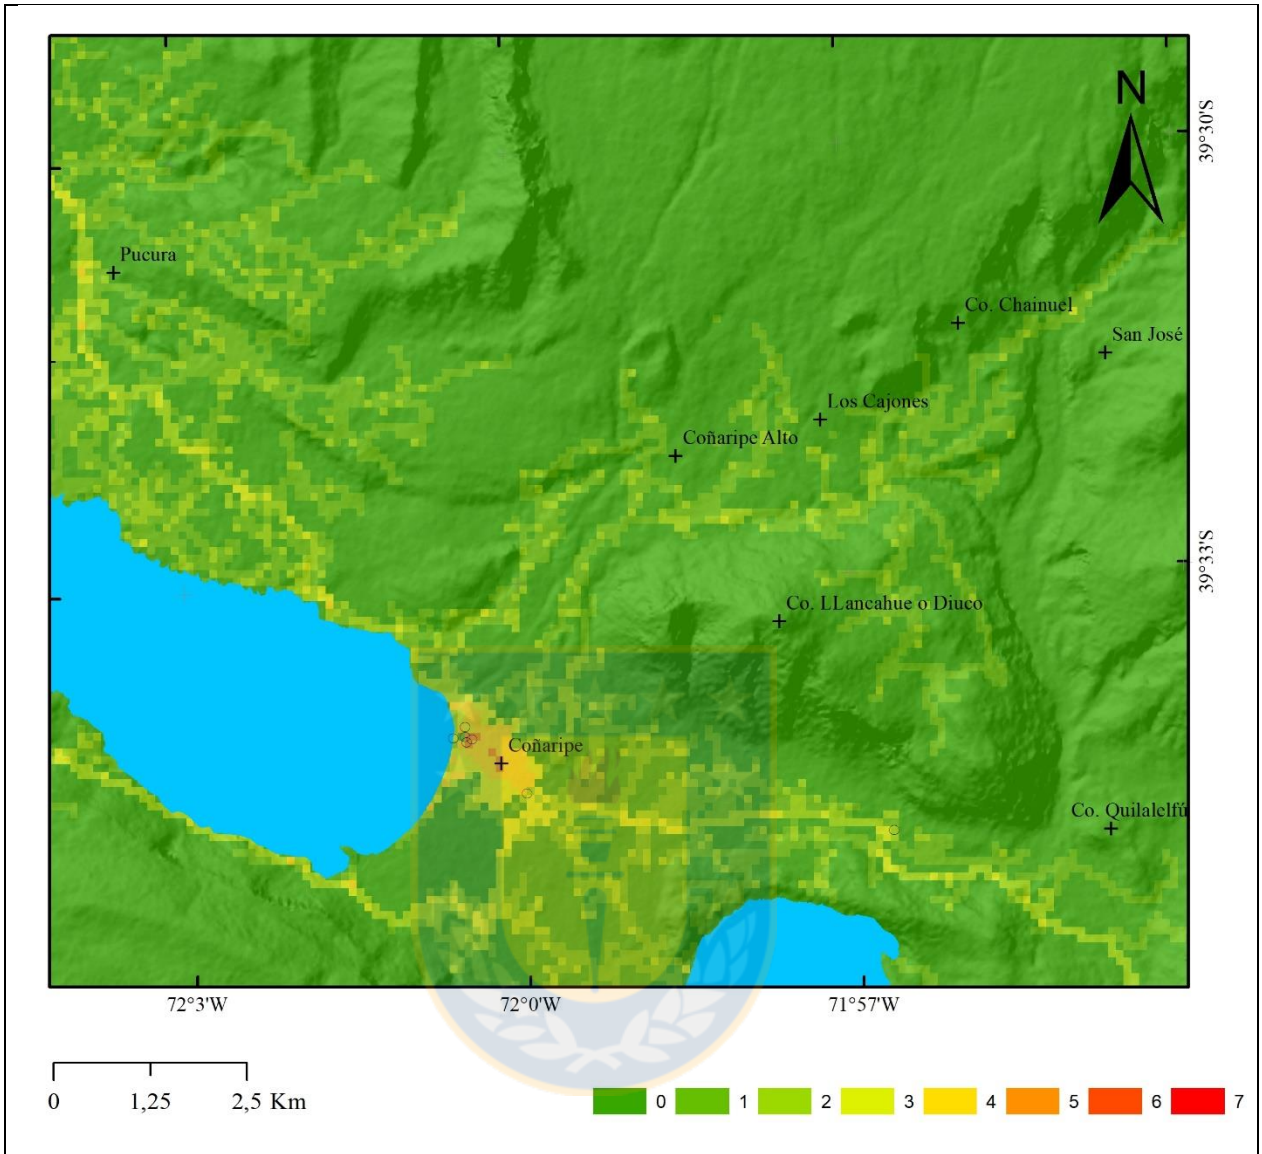 N
39°30'S
Pucura
Co. Chainuel
San José
Los Cajones
Coñaripe Alto
39°33'S
Co. LLancahue o Diuco
Coñaripe
Co. Quilalelfú
72°3'W
72°0'W
71°57'W
0 1,25 2,5 Km
0 1 2 3 4 5 6 7